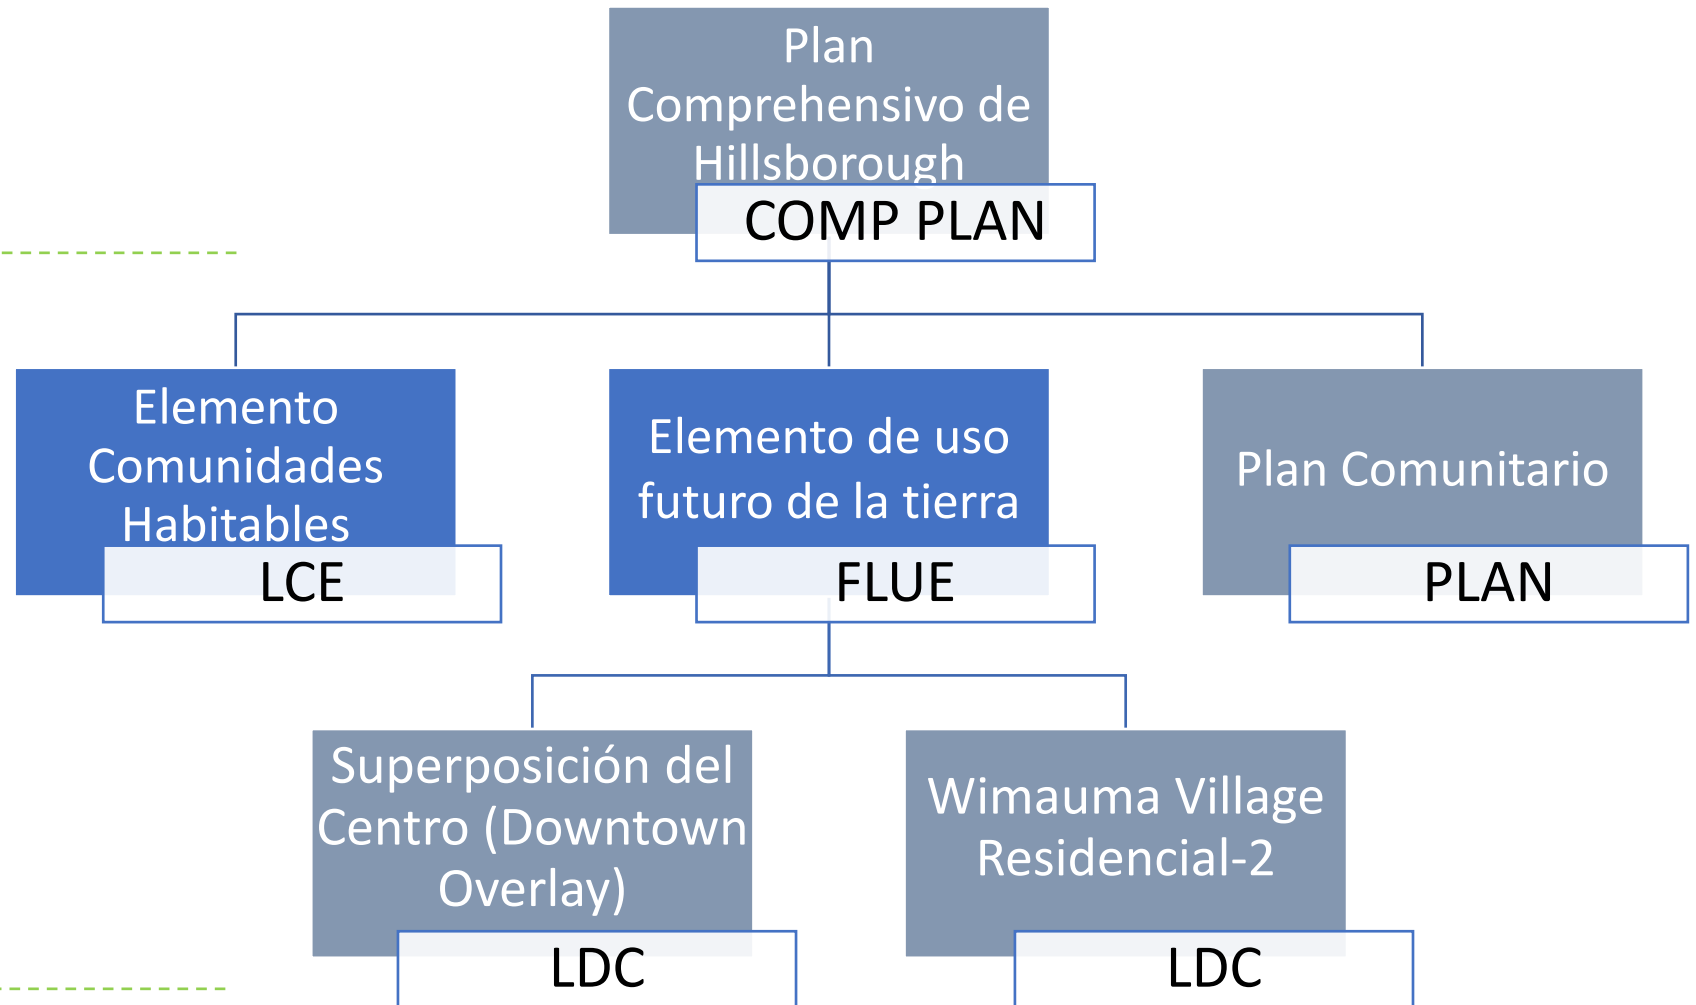 Plan
Comprehensivo de
Hillsborough
COMP PLAN
Elemento
Comunidades
Habitables
LCE
Elemento de uso
futuro de la tierra
FLUE
Plan Comunitario
PLAN
Superposición del
Centro (Downtown
Overlay)
LDC
Wimauma Village
Residencial-2
LDC